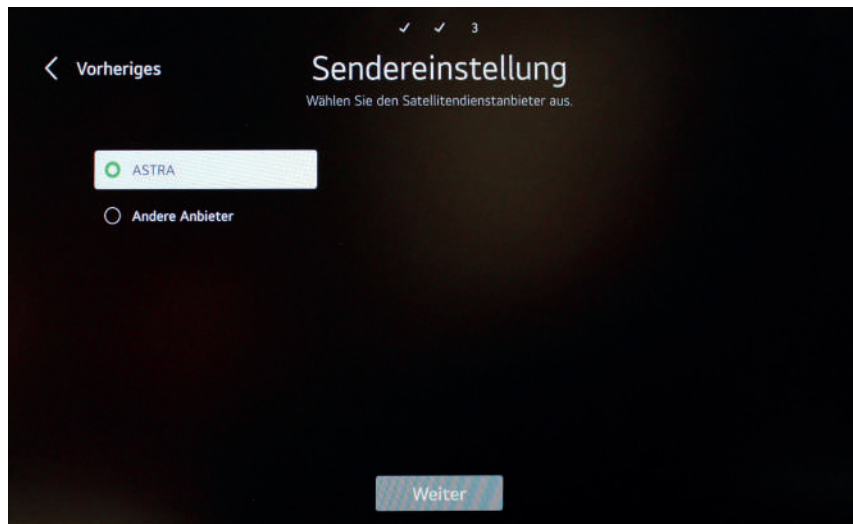 ✓ ✓ 3
Vorheriges
Sendereinstellung
Wählen Sie den Satellitendienstanbieter aus.
ASTRA
Andere Anbieter
Weiter